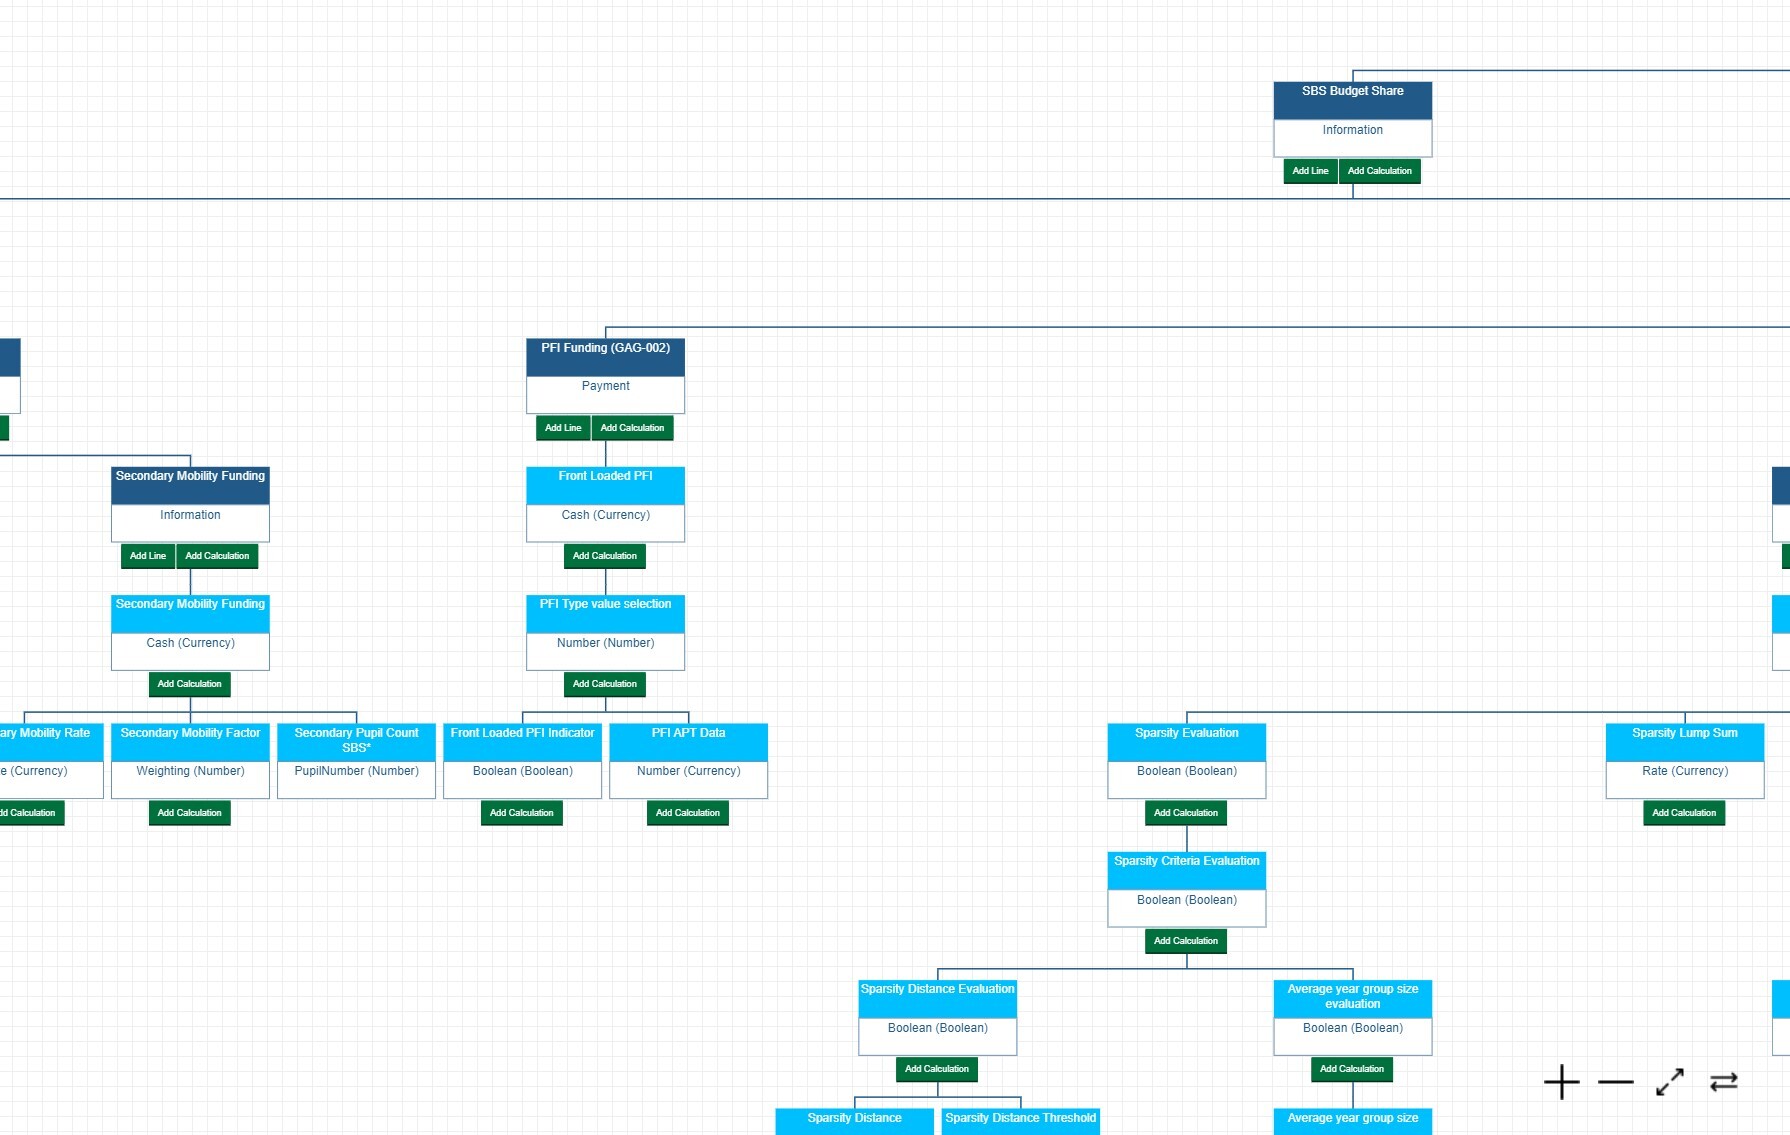 SBS Budget Share
Information
Add Line
Add Calculation
PFI Funding (GAG-002)
Payment
Add Line
Add Calculation
Secondary Mobility Funding
Information
Add Line
Add Calculation
Front Loaded PFI
Cash (Currency)
Add Calculation
Secondary Mobility Funding
Cash (Currency)
Add Calculation
PFI Type value selection
Number (Number)
Add Calculation
Mobility Rate
(Currency)
Calculation
Secondary Mobility Factor
Weighting (Number)
Add Calculation
Secondary Pupil Count
SBS*
PupilNumber (Number)
Front Loaded PFI Indicator
Boolean (Boolean)
Add Calculation
PFI APT Data
Number (Currency)
Add Calculation
Sparsity Evaluation
Boolean (Boolean)
Add Calculation
Sparsity Lump Sum
Rate (Currency)
Add Calculation
Sparsity Criteria Evaluation
Boolean (Boolean)
Add Calculation
Sparsity Distance Evaluation
Boolean (Boolean)
Add Calculation
Average year group size
evaluation
Boolean (Boolean)
Add Calculation
Sparsity Distance
Sparsity Distance Threshold
Average year group size